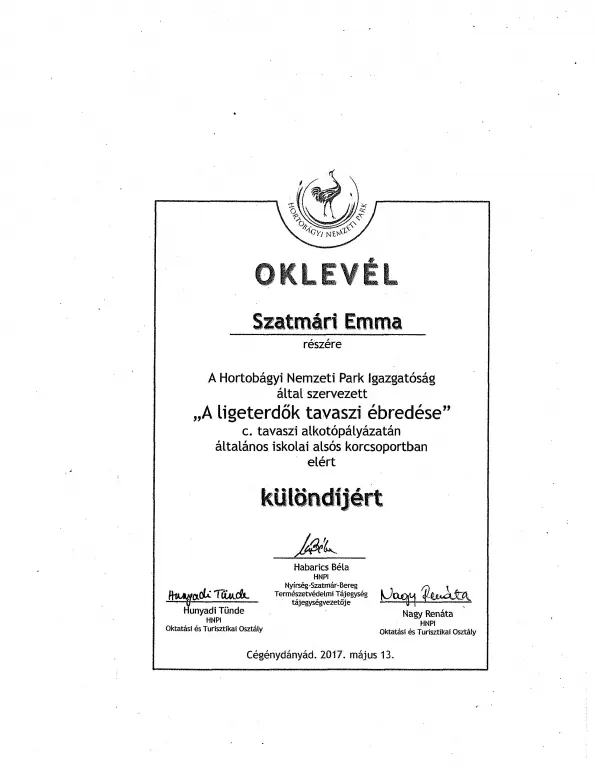 HORTOBÁGYI NEMZETI PARK
OKLEVÉL
Szatmári Emma
részére
A Hortobágyi Nemzeti Park Igazgatóság
által szervezett
„A ligeterdők tavaszi ébredése”
c. tavaszi alkotópályázatán
általános iskolai alsós korcsoportban
elért
különdíjért
Habarics Béla
HNPI
Nyírség-Szatmár-Bereg
Természetvédelmi Tájegység
tájegységvezetője
Hunyadi Tünde
Hunyadi Tünde
HNPI
Oktatási és Turisztikai Osztály
Nagy Renáta
Nagy Renáta
HNPI
Oktatási és Turisztikai Osztály
Cégénydányád. 2017. május 13.